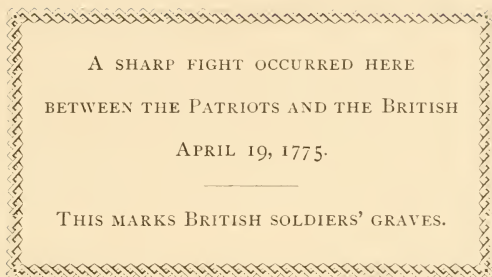 A SHARP FIGHT OCCURRED HERE
BETWEEN THE PATRIOTS AND THE BRITISH
APRIL 19, 1775.
THIS MARKS BRITISH SOLDIERS' GRAVES.